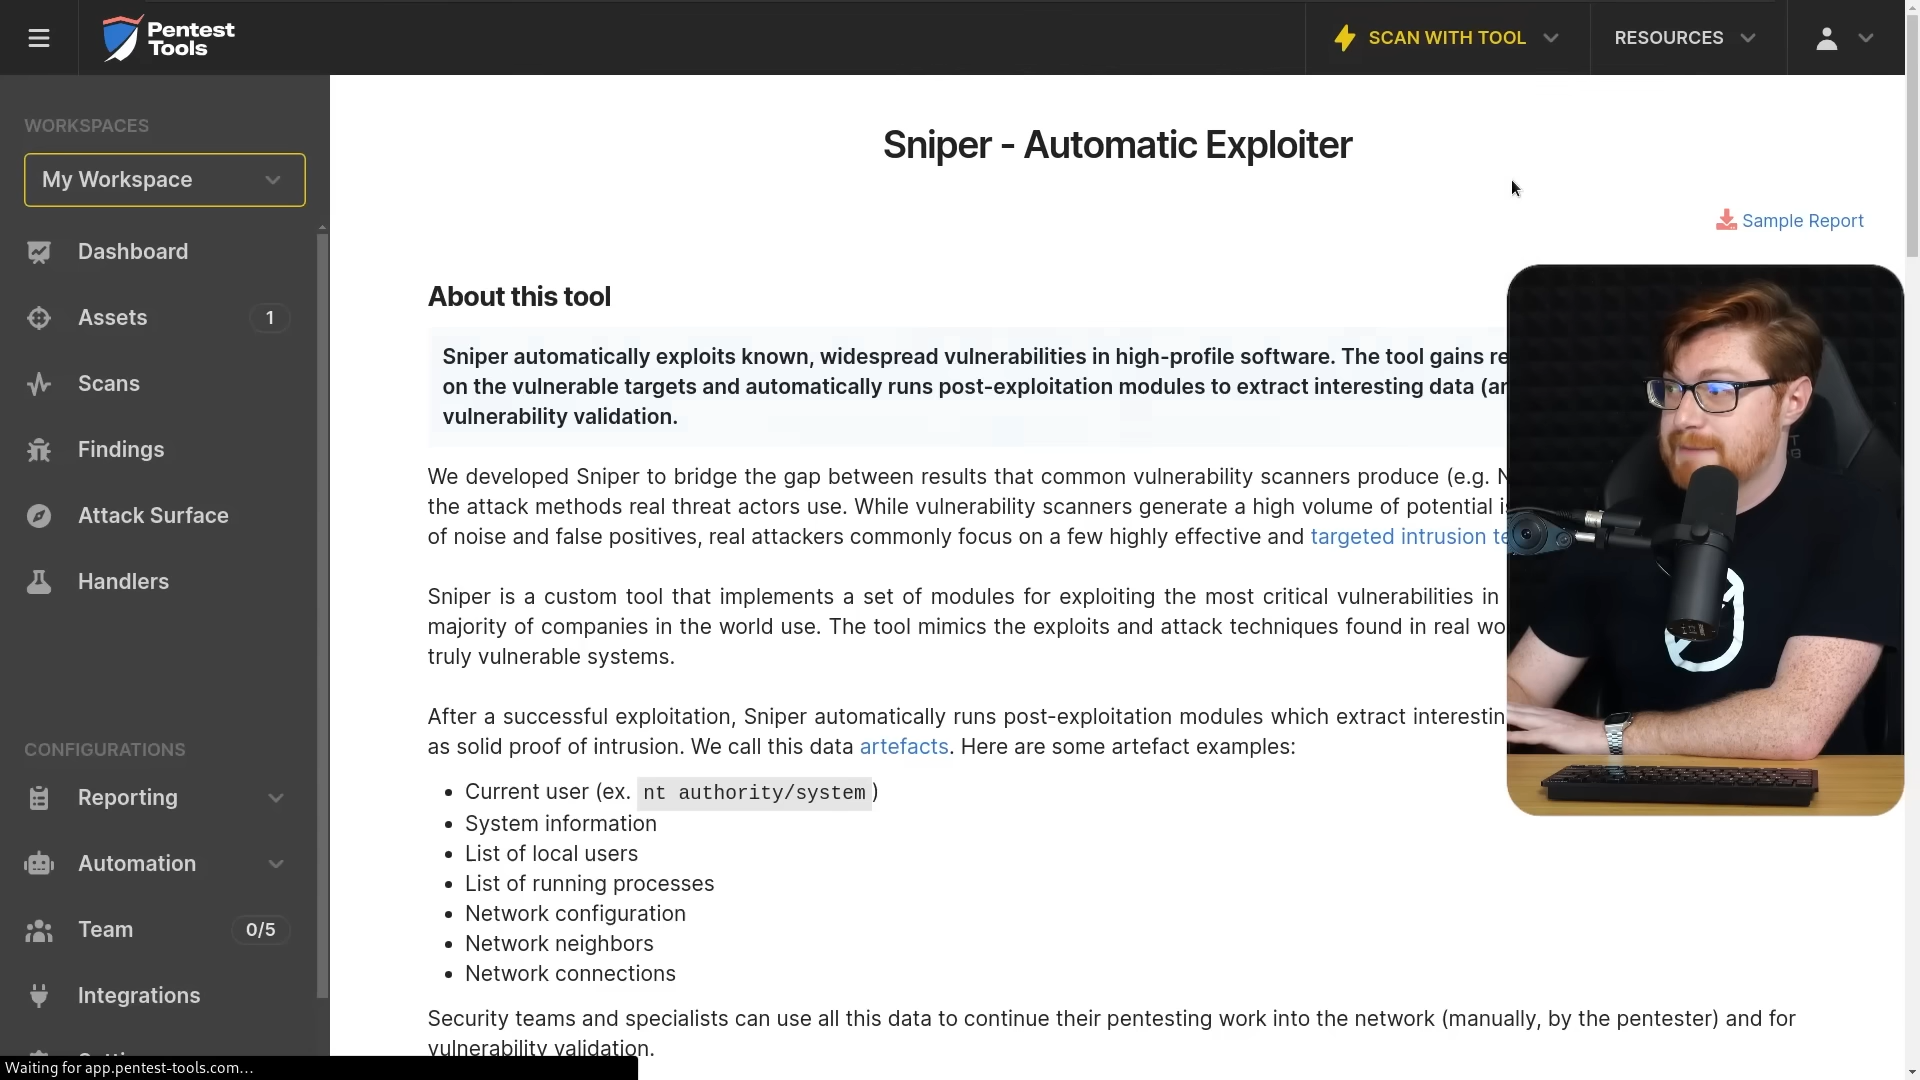 Pentest
Tools
SCAN WITH TOOL
RESOURCES
WORKSPACES
My Workspace
Dashboard
Assets
1
Scans
Findings
Attack Surface
Handlers
CONFIGURATIONS
Reporting
Automation
Team
0/5
Integrations
Sniper - Automatic Exploiter
Sample Report
About this tool
Sniper automatically exploits known, widespread vulnerabilities in high-profile software. The tool gains
on the vulnerable targets and automatically runs post-exploitation modules to extract interesting data
vulnerability validation.
We developed Sniper to bridge the gap between results that common vulnerability scanners produce (e.g.
the attack methods real threat actors use. While vulnerability scanners generate a high volume of potential
of noise and false positives, real attackers commonly focus on a few highly effective and targeted intrusion
Sniper is a custom tool that implements a set of modules for exploiting the most critical vulnerabilities in
majority of companies in the world use. The tool mimics the exploits and attack techniques found in real
truly vulnerable systems.
After a successful exploitation, Sniper automatically runs post-exploitation modules which extract
as solid proof of intrusion. We call this data artefacts. Here are some artefact examples:
• Current user (ex. nt authority/system)
• System information
• List of local users
• List of running processes
• Network configuration
• Network neighbors
• Network connections
Security teams and specialists can use all this data to continue their pentesting work into the network (manually, by the pentester) and for
vulnerability validation.
Waiting for app.pentest-tools.com...